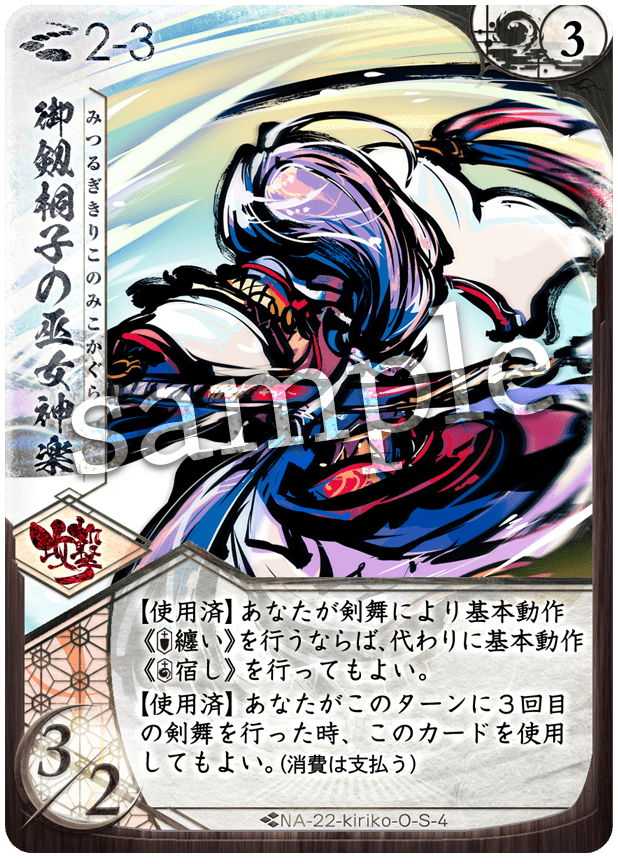 2-3
3
御剱桐子の巫女神楽
みつるぎきりこのみこかぐら
sample
攻撃
【使用済】あなたが剣舞により基本動作
《纏い》を行うならば、代わりに基本動作
《宿し》を行ってもよい。
【使用済】あなたがこのターンに３回目
の剣舞を行った時、このカードを使用
してもよい。(消費は支払う)
3/2
NA-22-kiriko-O-S-4